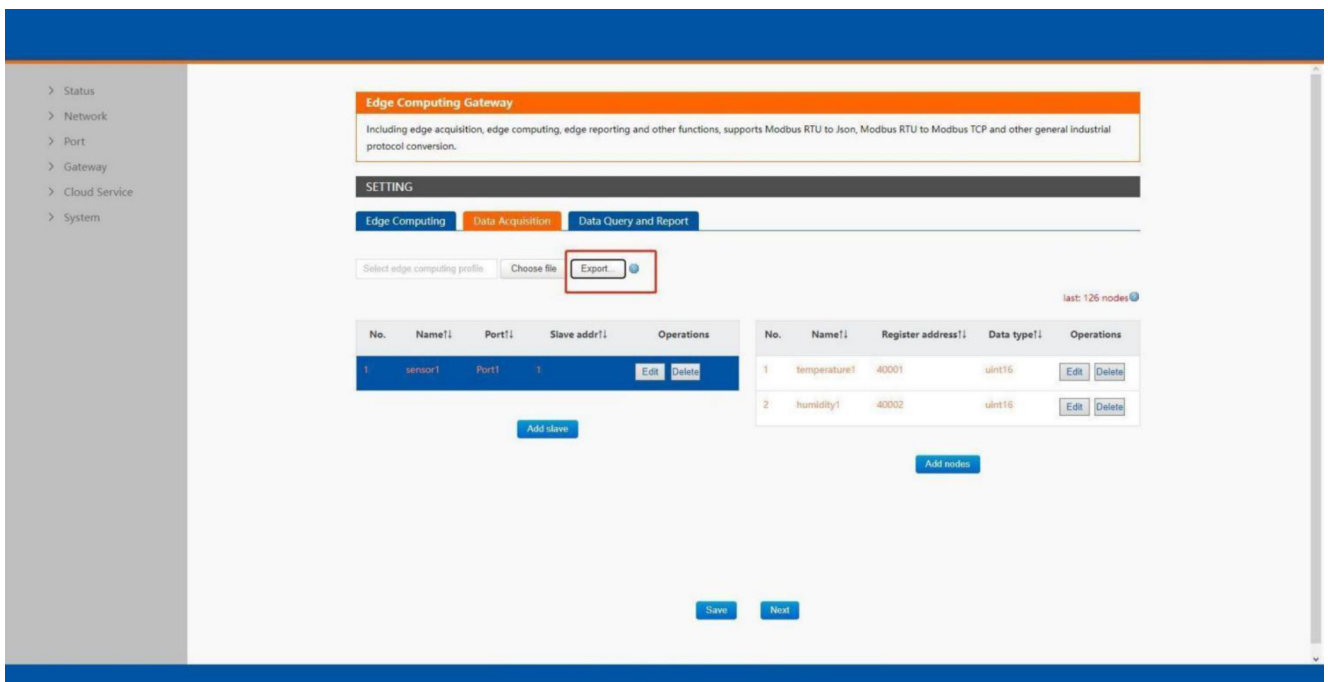 Status
Network
Port
Gateway
Cloud Service
System
Edge Computing Gateway
Including edge acquisition, edge computing, edge reporting and other functions, supports Modbus RTU to Json, Modbus RTU to Modbus TCP and other general industrial
protocol conversion.
SETTING
Edge Computing Data Acquisition Data Query and Report
Select edge computing profile Choose file Export...
last: 126 nodes
No. Name↑↓ Port↑↓ Slave addr↑↓ Operations
1 sensor1 Port1 1 Edit Delete
Add slave
No. Name↑↓ Register address↑↓ Data type↑↓ Operations
1 temperature1 40001 uint16 Edit Delete
2 humidity1 40002 uint16 Edit Delete
Add nodes
Save Next